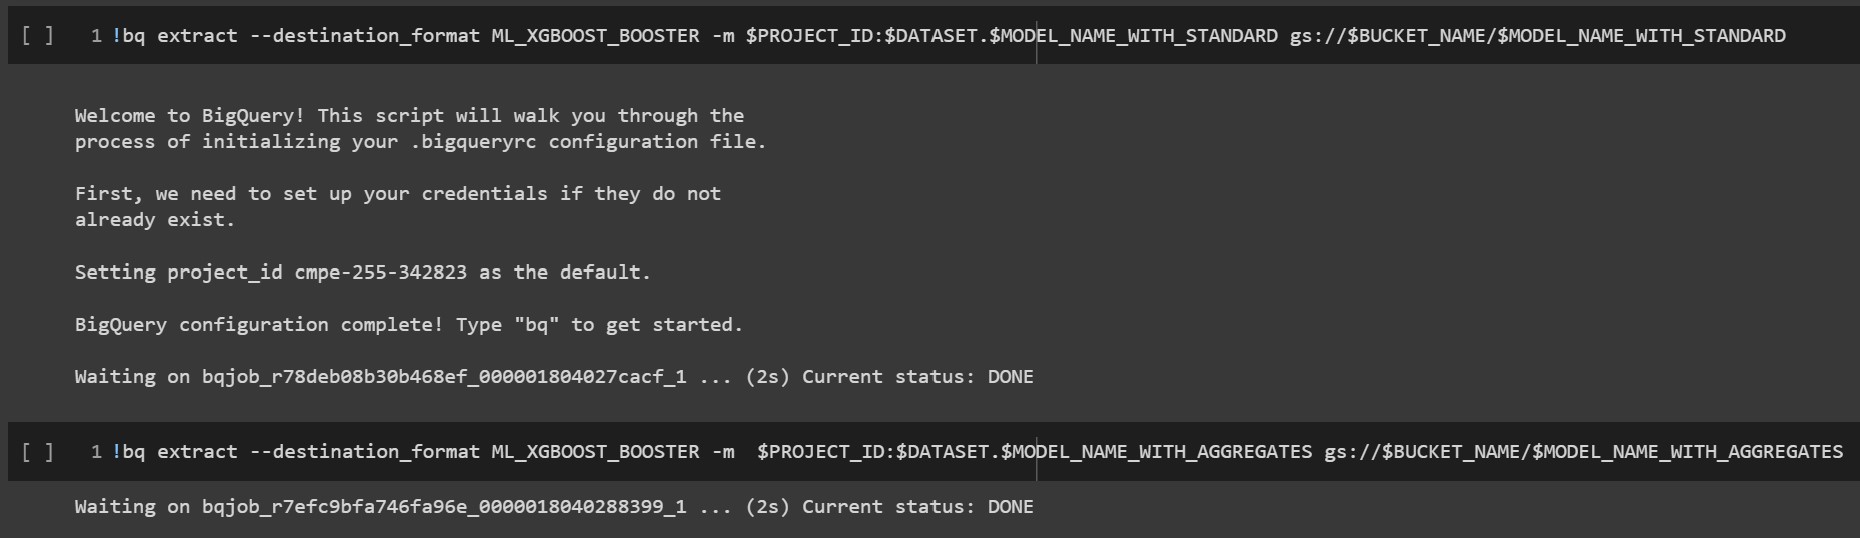 [ ] 1 !bq extract --destination_format ML_XGBOOST_BOOSTER -m $PROJECT_ID:$DATASET.$MODEL_NAME_WITH_STANDARD gs://$BUCKET_NAME/$MODEL_NAME_WITH_STANDARD
Welcome to BigQuery! This script will walk you through the
process of initializing your .bigqueryrc configuration file.
First, we need to set up your credentials if they do not
already exist.
Setting project_id cmpe-255-342823 as the default.
BigQuery configuration complete! Type "bq" to get started.
Waiting on bqjob_r78deb08b30b468ef_000001804027cacf_1 ... (2s) Current status: DONE
[ ] 1 !bq extract --destination_format ML_XGBOOST_BOOSTER -m  $PROJECT_ID:$DATASET.$MODEL_NAME_WITH_AGGREGATES gs://$BUCKET_NAME/$MODEL_NAME_WITH_AGGREGATES
Waiting on bqjob_r7efc9bfa746fa96e_0000018040288399_1 ... (2s) Current status: DONE